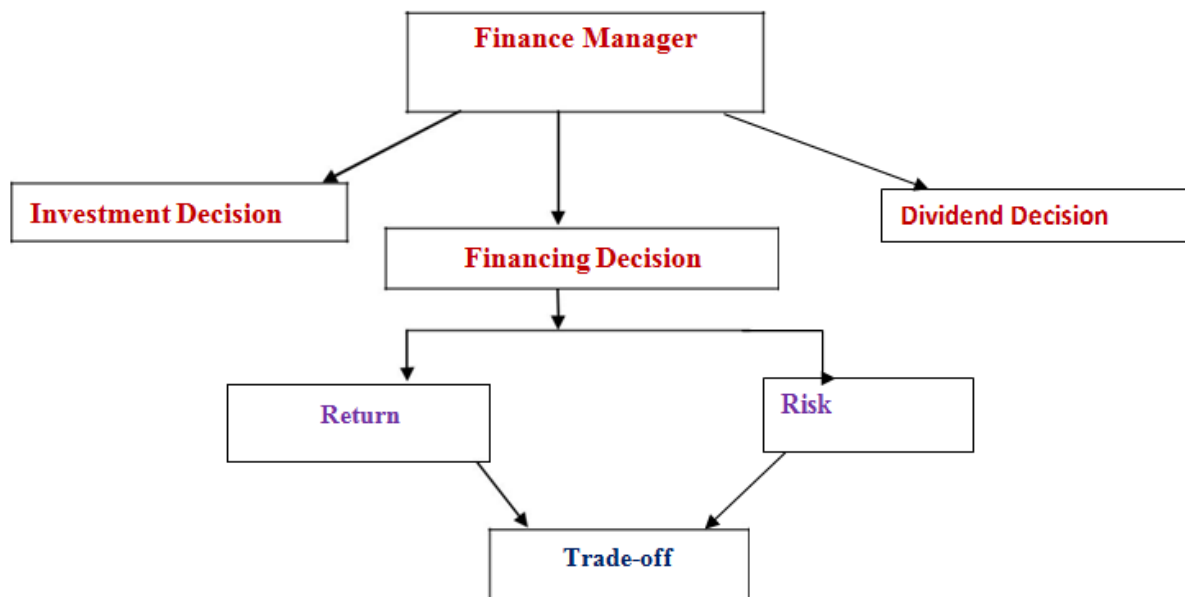 Finance Manager
Investment Decision
Dividend Decision
Financing Decision
Return
Risk
Trade-off